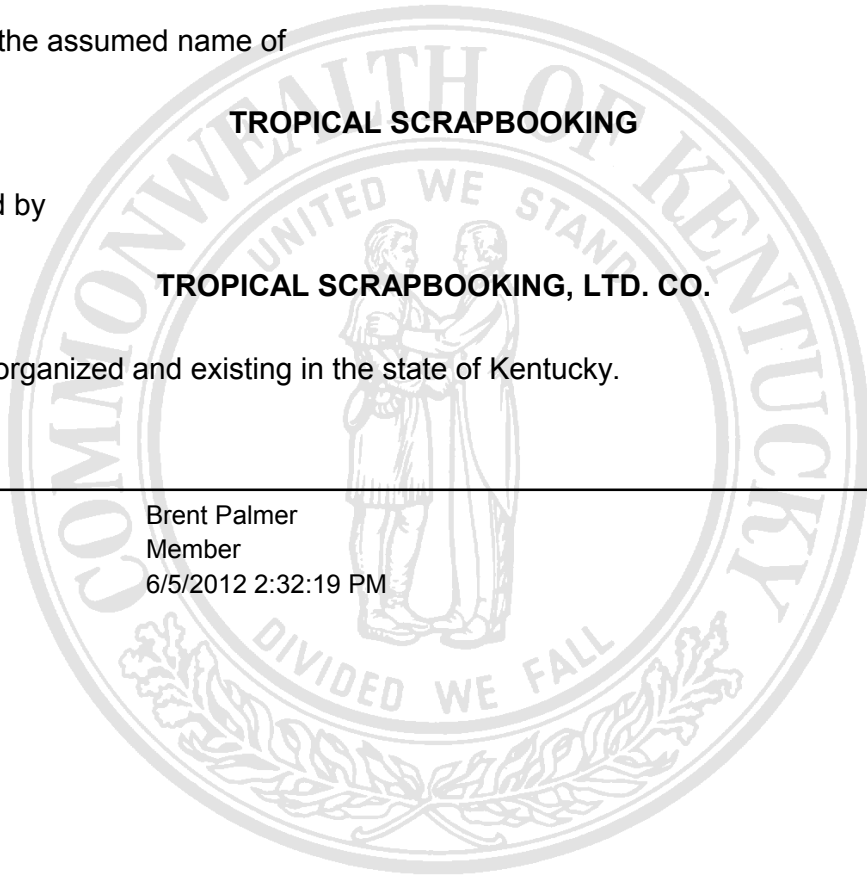 the assumed name of
TROPICAL SCRAPBOOKING
d by
TROPICAL SCRAPBOOKING, LTD. CO.
organized and existing in the state of Kentucky.
Brent Palmer
Member
6/5/2012 2:32:19 PM
COMMONWEALTH OF KENTUCKY
UNITED WE STAND
DIVIDED WE FALL